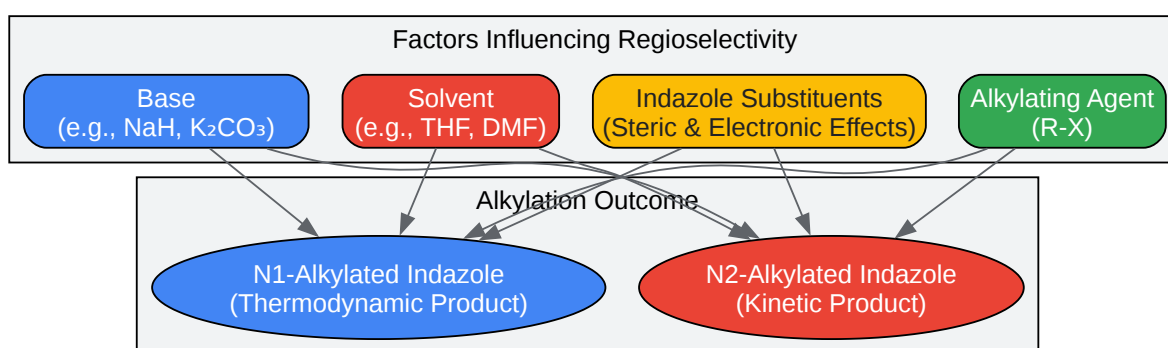 Factors Influencing Regioselectivity
Base
(e.g., NaH, K₂CO₃)
Solvent
(e.g., THF, DMF)
Indazole Substituents
(Steric & Electronic Effects)
Alkylating Agent
(R-X)
Alkylation Outcome
N1-Alkylated Indazole
(Thermodynamic Product)
N2-Alkylated Indazole
(Kinetic Product)